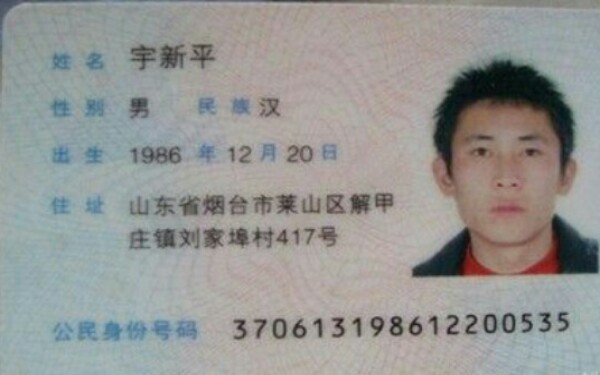 姓名 宇新平
性别 男 民族 汉
出生 1986 年 12 月 20 日
住址 山东省烟台市莱山区解甲
庄镇刘家埠村417号
公民身份号码 370613198612200535